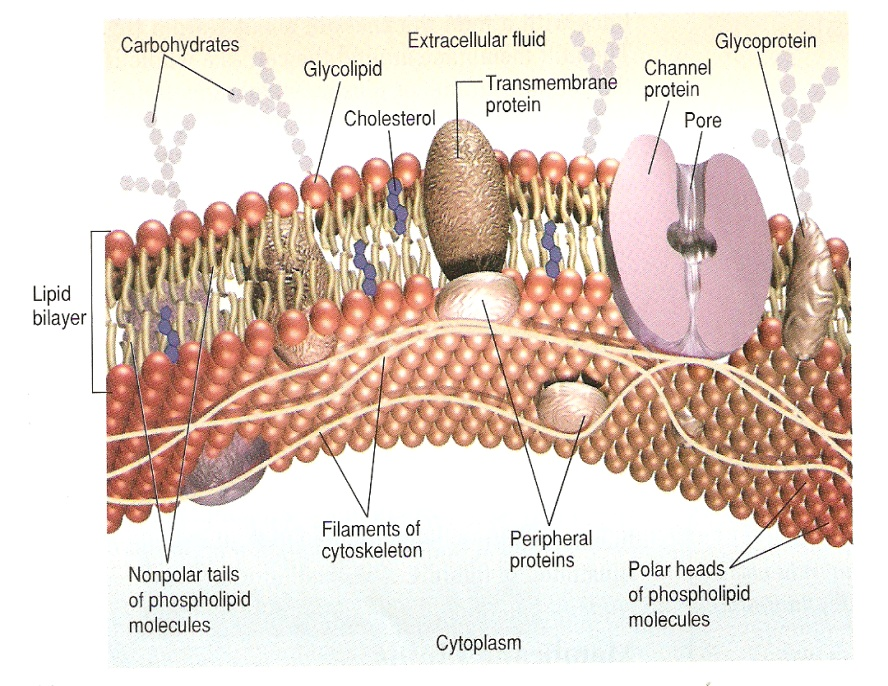 Carbohydrates
Extracellular fluid
Glycoprotein
Glycolipid
Transmembrane
protein
Channel
protein
Cholesterol
Pore
Lipid
bilayer
Filaments of
cytoskeleton
Peripheral
proteins
Nonpolar tails
of phospholipid
molecules
Polar heads
of phospholipid
molecules
Cytoplasm